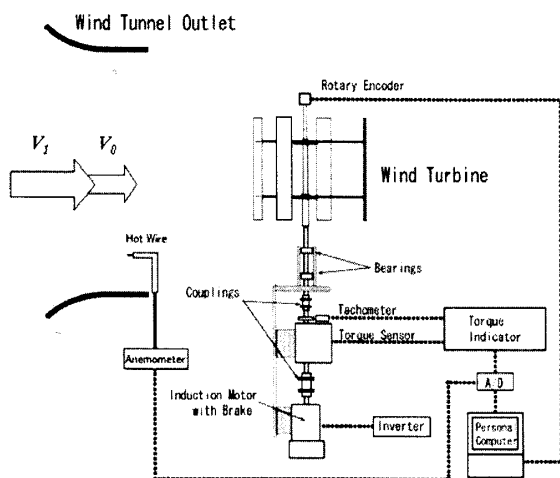 Wind Tunnel Outlet
Rotary Encoder
V1
V0
Wind Turbine
Hot Wire
Bearings
Couplings
Tachometer
Torque Sensor
Torque
Indicator
Anemometer
A/D
Induction Motor
with Brake
Inverter
Persona
Computer